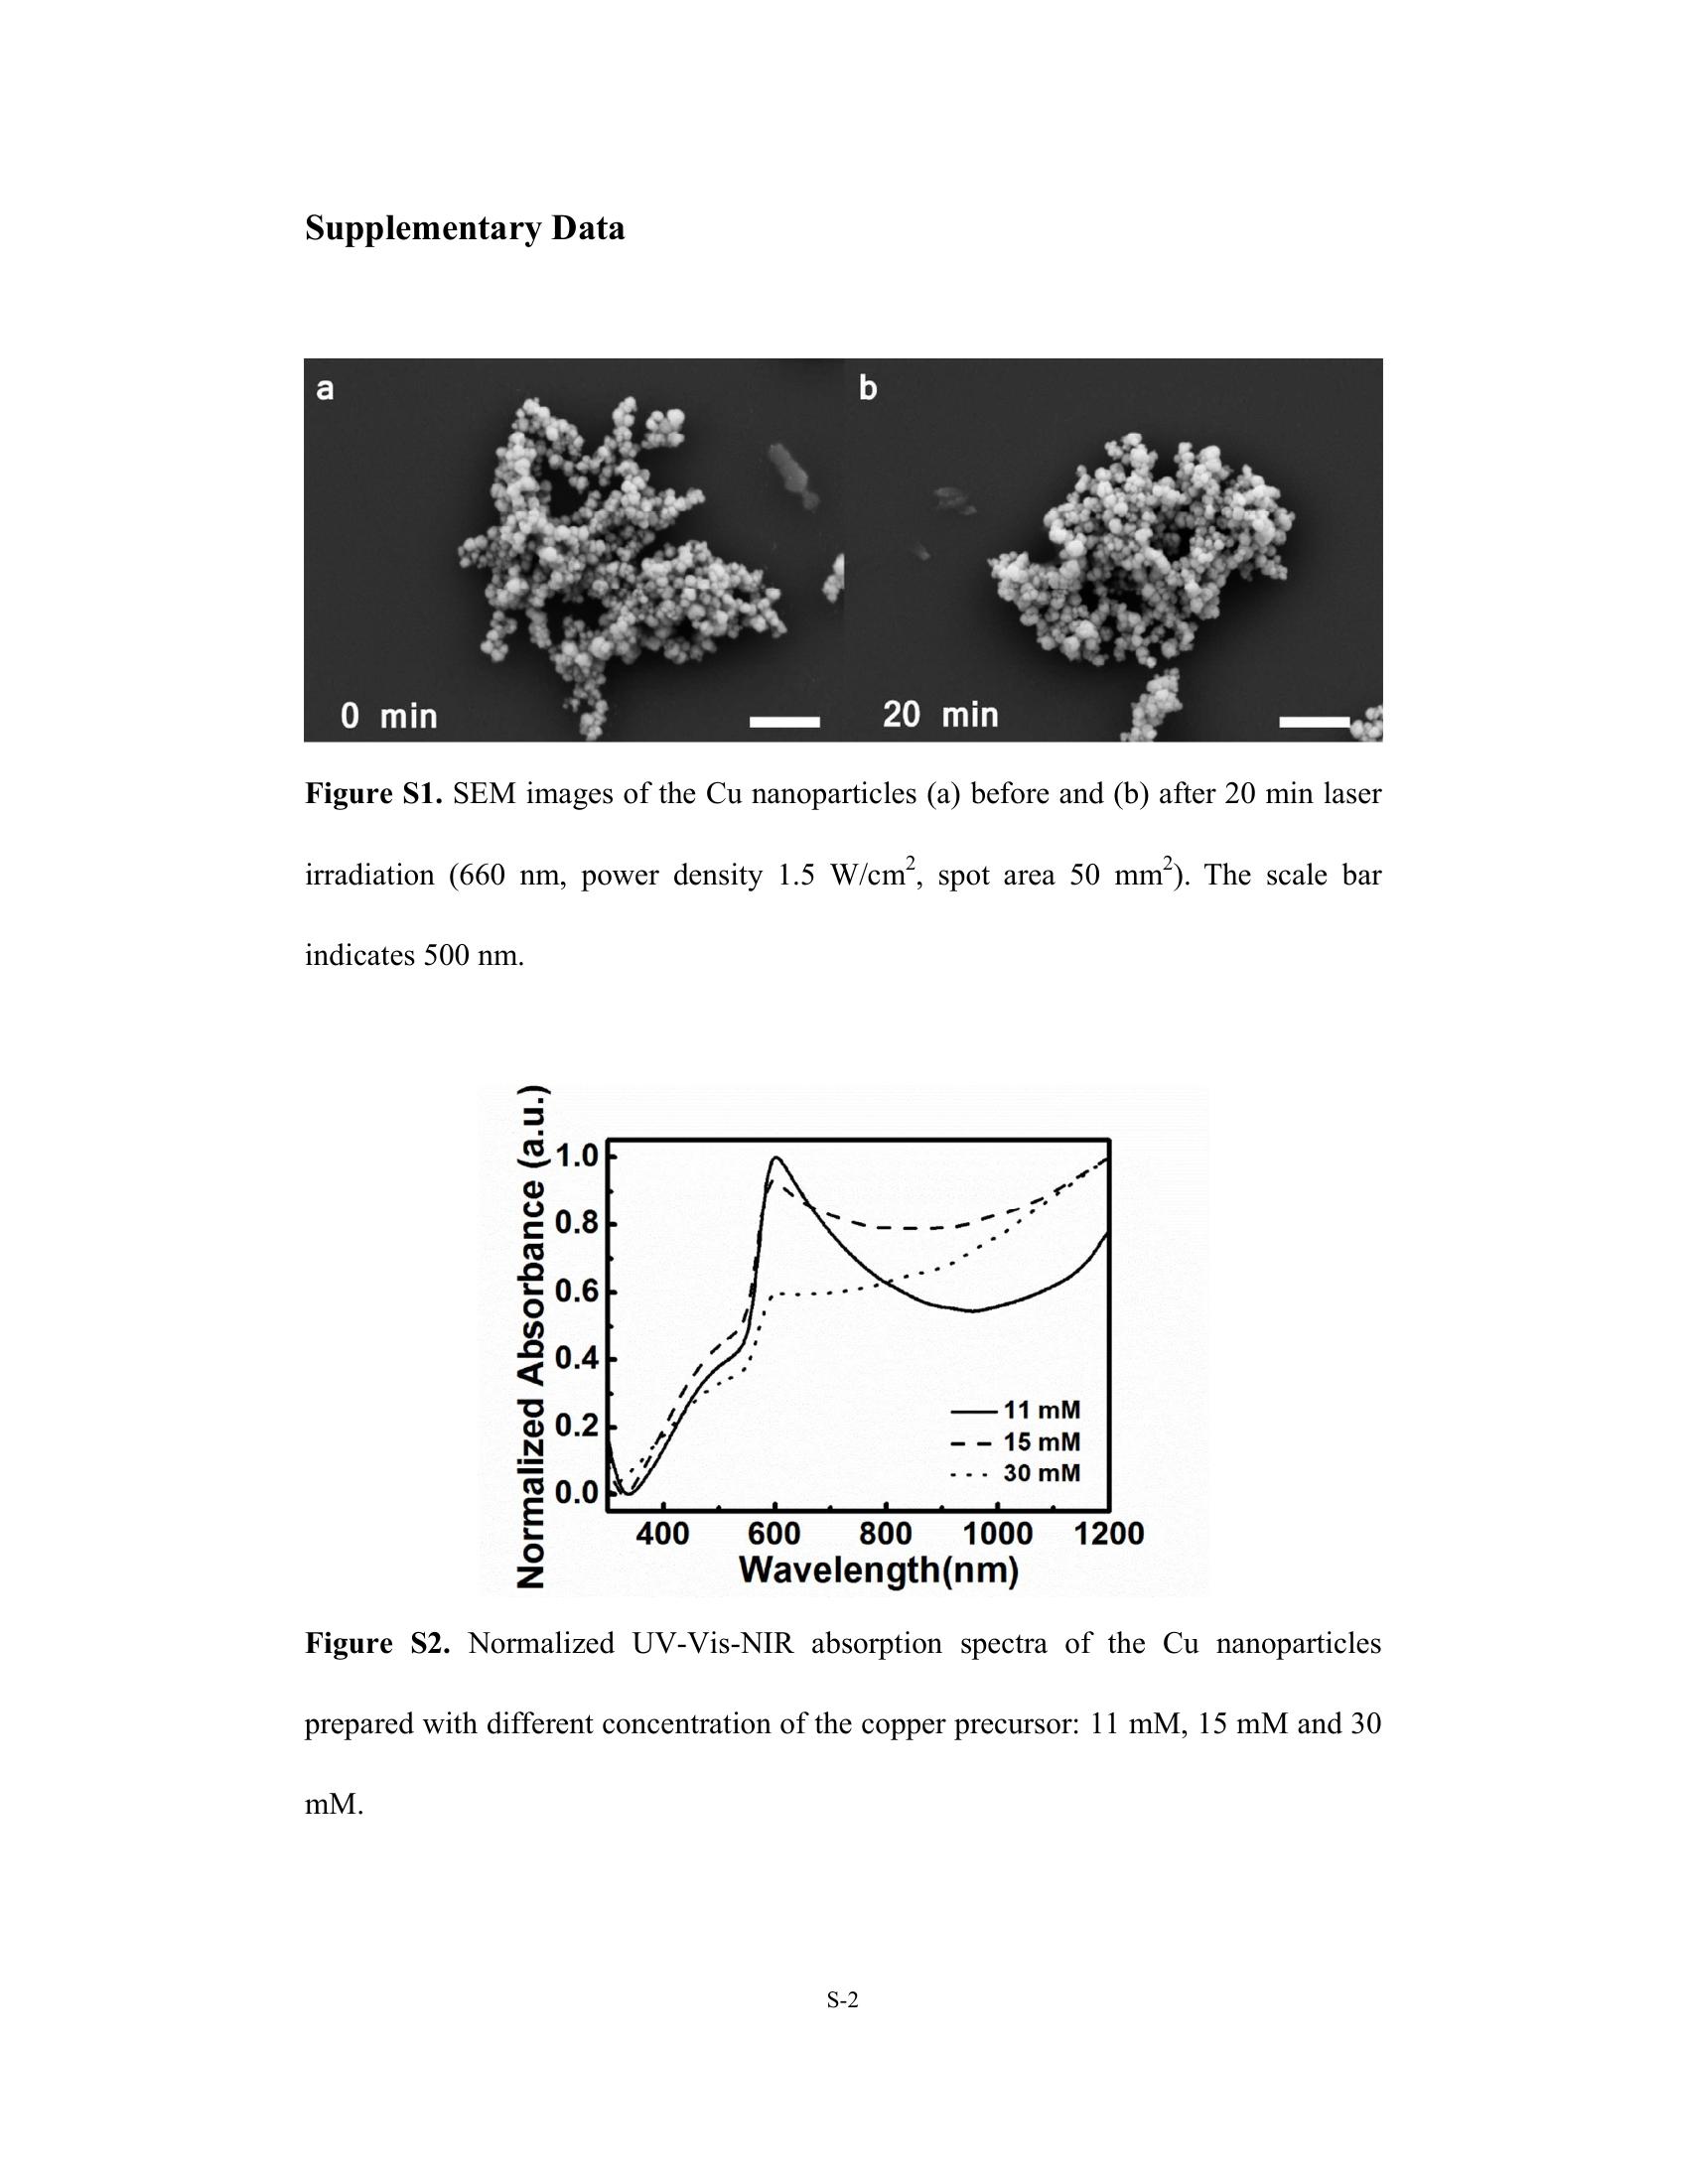 Supplementary Data
a
b
0 min
20 min
Figure S1. SEM images of the Cu nanoparticles (a) before and (b) after 20 min laser
irradiation (660 nm, power density 1.5 W/cm², spot area 50 mm²). The scale bar
indicates 500 nm.
Normalized Absorbance (a.u.)
1.0
0.8
0.6
0.4
0.2
0.0
11 mM
15 mM
30 mM
400 600 800 1000 1200
Wavelength(nm)
Figure S2. Normalized UV-Vis-NIR absorption spectra of the Cu nanoparticles
prepared with different concentration of the copper precursor: 11 mM, 15 mM and 30
mM.
S-2